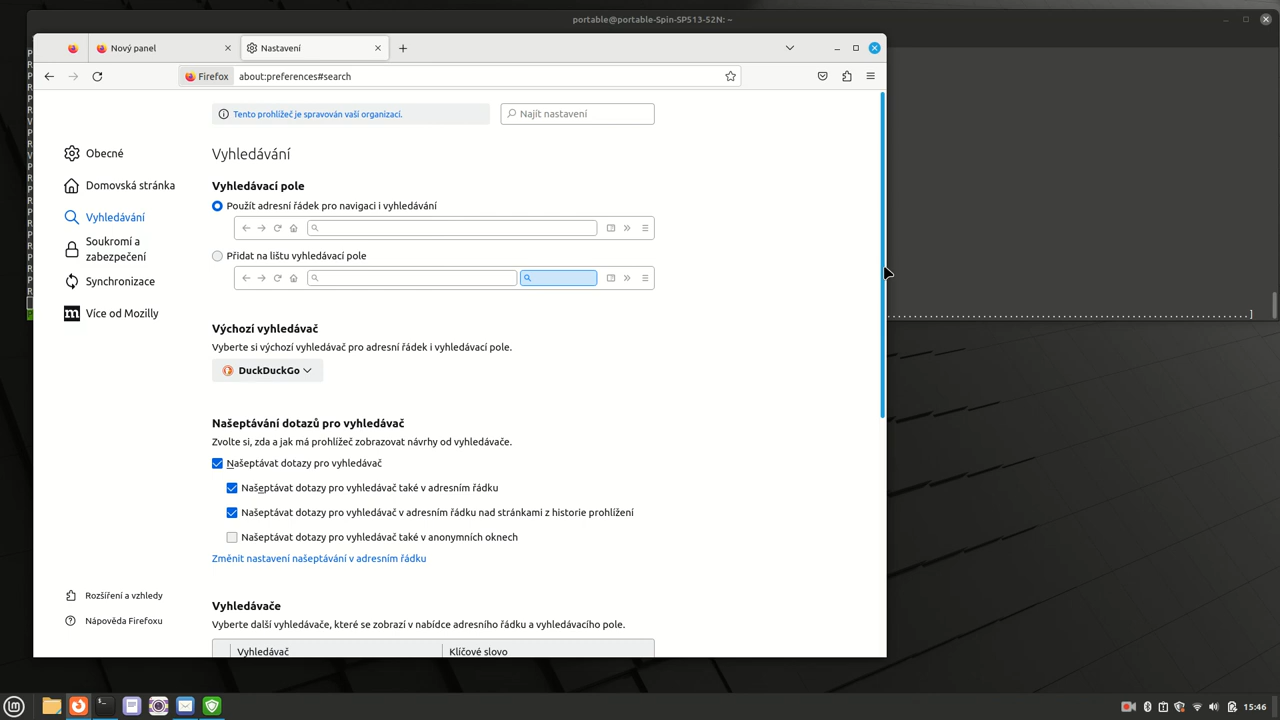 portable@portable-Spin-SP513-52N: ~
Nový panel
Nastavení
Firefox
about:preferences#search
Tento prohlížeč je spravován vaší organizací.
Najít nastavení
Obecné
Domovská stránka
Vyhledávání
Soukromí a
zabezpečení
Synchronizace
Více od Mozilly
Rozšíření a vzhledy
Nápověda Firefoxu
Vyhledávání
Vyhledávací pole
Použít adresní řádek pro navigaci i vyhledávání
Přidat na lištu vyhledávací pole
Výchozí vyhledávač
Vyberte si výchozí vyhledávač pro adresní řádek i vyhledávací pole.
DuckDuckGo
Našeptávání dotazů pro vyhledávač
Zvolte si, zda a jak má prohlížeč zobrazovat návrhy od vyhledávače.
Našeptávat dotazy pro vyhledávač
Našeptávat dotazy pro vyhledávač také v adresním řádku
Našeptávat dotazy pro vyhledávač v adresním řádku nad stránkami z historie prohlížení
Našeptávat dotazy pro vyhledávač také v anonymních oknech
Změnit nastavení našeptávání v adresním řádku
Vyhledávače
Vyberte další vyhledávače, které se zobrazí v nabídce adresního řádku a vyhledávacího pole.
Vyhledávač
Klíčové slovo
15:46